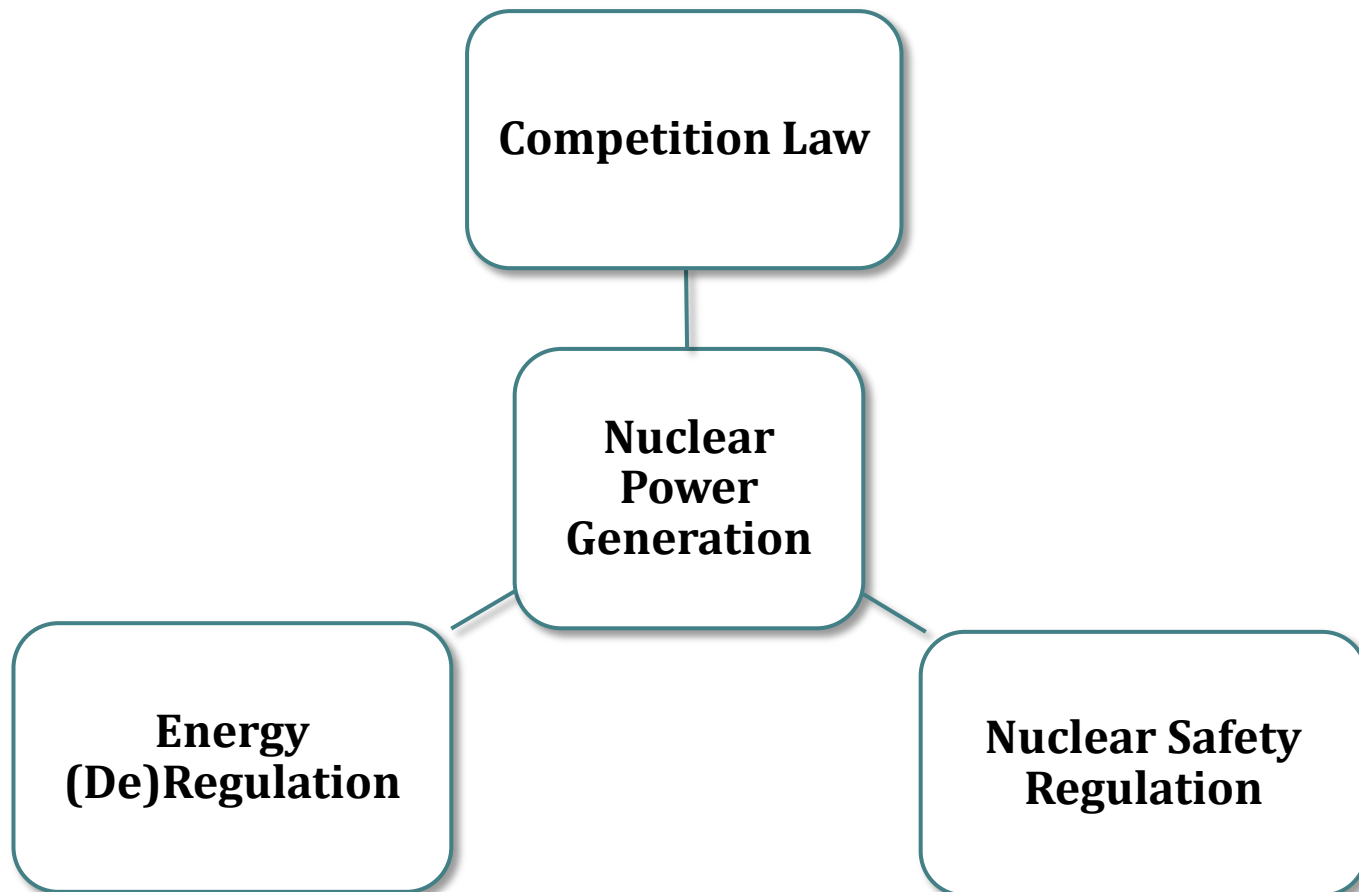 Competition Law
Nuclear
Power
Generation
Energy
(De)Regulation
Nuclear Safety
Regulation